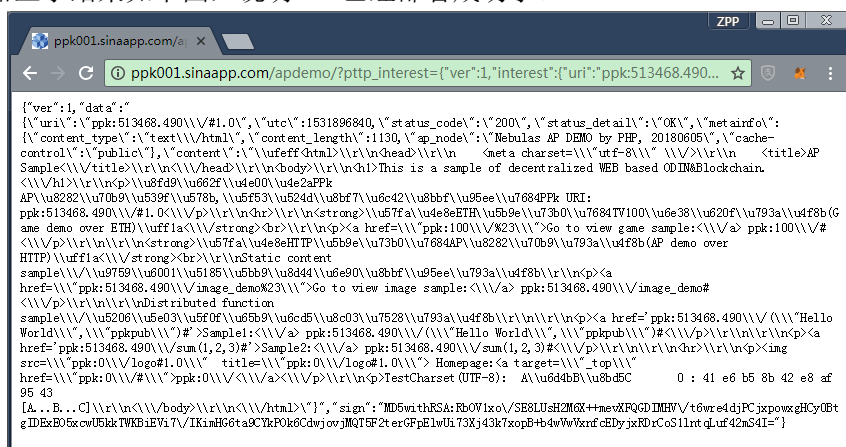 ZPP
ppk001.sinaapp.com/a
ppk001.sinaapp.com/apdemo/?pttp_interest={"ver":1,"interest":{"uri":"ppk:513468.490...
{"ver":1,"data":"
{\"uri\":\"ppk:513468.490\\\/#1.0\",\"utc\":1531896840,\"status_code\":\"200\",\"status_detail\":\"OK\",\"metainfo\":
{\"content_type\":\"text\\\/html\",\"content_length\":1130,\"ap_node\":\"Nebulas AP DEMO by PHP, 20180605\",\"cache-
control\":\"public\"},\"content\":\"\\ufeff<html>\\r\\n<head>\\r\\n    <meta charset=\\\"utf-8\\\" \\\/>\\r\\n    <title>AP
Sample<\\\/title>\\r\\n<\\\/head>\\r\\n<body>\\r\\n<h1>This is a sample of decentralized WEB based ODIN&Blockchain.
<\\\/h1>\\r\\n<p>\\u8fd9\\u662f\\u4e00\\u4e2aPPk
AP\\u8282\\u70b9\\u539f\\u578b,\\u5f53\\u524d\\u8bf7\\u6c42\\u8bbf\\u95ee\\u7684PPk URI:
ppk:513468.490\\\/#1.0<\\\/p>\\r\\n<hr>\\r\\n<strong>\\u57fa\\u4e8eETH\\u5b9e\\u73b0\\u7684TV100\\u6e38\\u620f\\u793a\\u4f8b(G
ame demo over ETH)\\uff1a<\\\/strong><br>\\r\\n<p><a href=\\\"ppk:100\\\/%23\\\">Go to view game sample:<\\\/a> ppk:100\\\/#
<\\\/p>\\r\\n\\r\\n<strong>\\u57fa\\u4e8eHTTP\\u5b9e\\u73b0\\u7684AP\\u8282\\u70b9\\u793a\\u4f8b(AP demo over
HTTP)\\uff1a<\\\/strong><br>\\r\\nStatic content
sample\\\/\\u9759\\u6001\\u5185\\u5bb9\\u8d44\\u6e90\\u8bbf\\u95ee\\u793a\\u4f8b\\r\\n<p><a
href=\\\"ppk:513468.490\\\/image_demo%23\\\">Go to view image sample:<\\\/a> ppk:513468.490\\\/image_demo#
<\\\/p>\\r\\n\\r\\nDistributed function
sample\\\/\\u5206\\u5e03\\u5f0f\\u65b9\\u6cd5\\u8c03\\u7528\\u793a\\u4f8b\\r\\n\\r\\n<p><a href='ppk:513468.490\\\/(\\\"Hello
World\\\",\\\"ppkpub\\\")#'>Sample1:<\\\/a> ppk:513468.490\\\/(\\\"Hello World\\\",\\\"ppkpub\\\")#<\\\/p>\\r\\n\\r\\n<p><a
href='ppk:513468.490\\\/sum(1,2,3)#'>Sample2:<\\\/a> ppk:513468.490\\\/sum(1,2,3)#<\\\/p>\\r\\n\\r\\n<hr>\\r\\n<p><img
src=\\\"ppk:0\\\/logo#1.0\\\"  title=\\\"ppk:0\\\/logo#1.0\\\"> Homepage:<a target=\\\"_top\\\"
href=\\\"ppk:0\\\/#\\\">ppk:0\\\/<\\\/a><\\\/p>\\r\\n<p>TestCharset(UTF-8):  A\\u6d4bB\\u8bd5C       0 : 41 e6 b5 8b 42 e8 af
95 43
[A...B...C]\\r\\n<\\\/body>\\r\\n<\\\/html>\"}","sign":"MD5withRSA:RbOV1xo\/SE8LUsH2M6X++mevXFQGDIMHV\/t6wre4djPCjxpowxgHCy0Bt
gIDExEO5xcwU5kkTWKBiEVi7\/IKimHG6ta9CYkPOk6CdwjovjMQT5F2terGFpElwUi73Xj43k7xopB+b4wVwVxnfcEDyjxRDrCoS1lntqLuf42mS4I="}